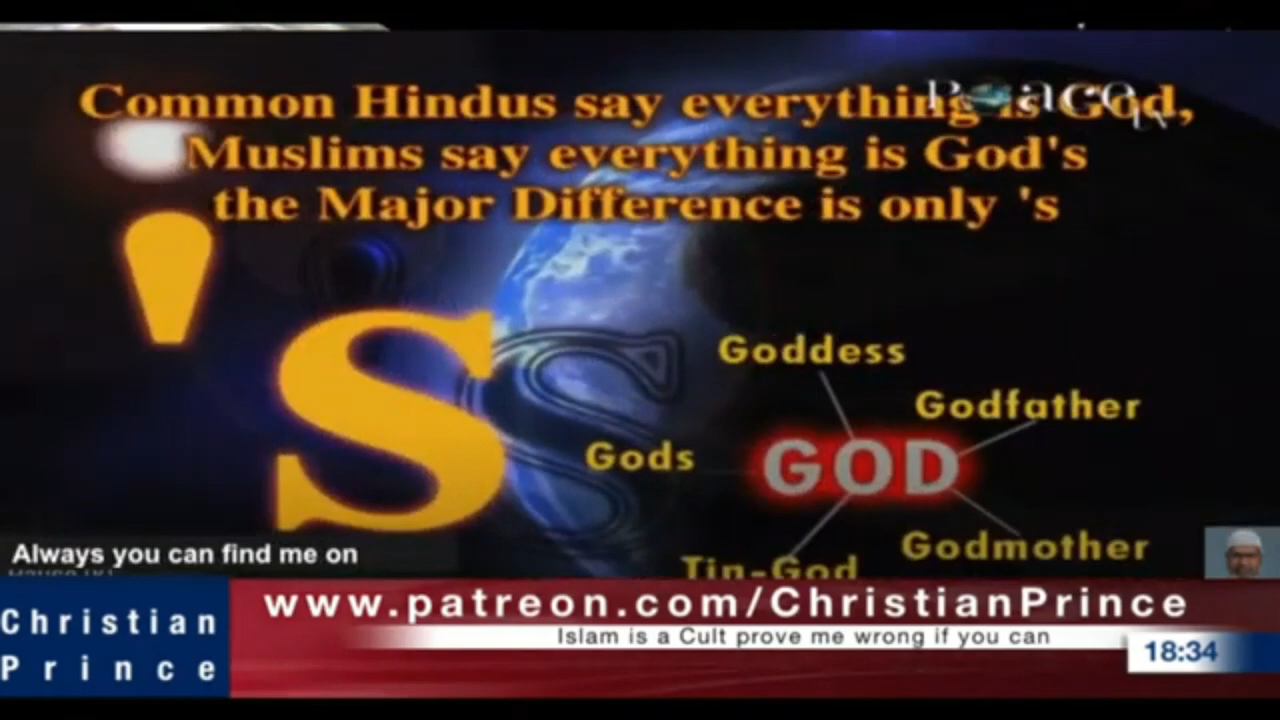 Common Hindus say everything is God,
Muslims say everything is God's
the Major Difference is only 's
's
Goddess
Godfather
Gods
GOD
Godmother
Tin-God
Always you can find me on
Christian
Prince
www.patreon.com/ChristianPrince
Islam is a Cult prove me wrong if you can
18:34